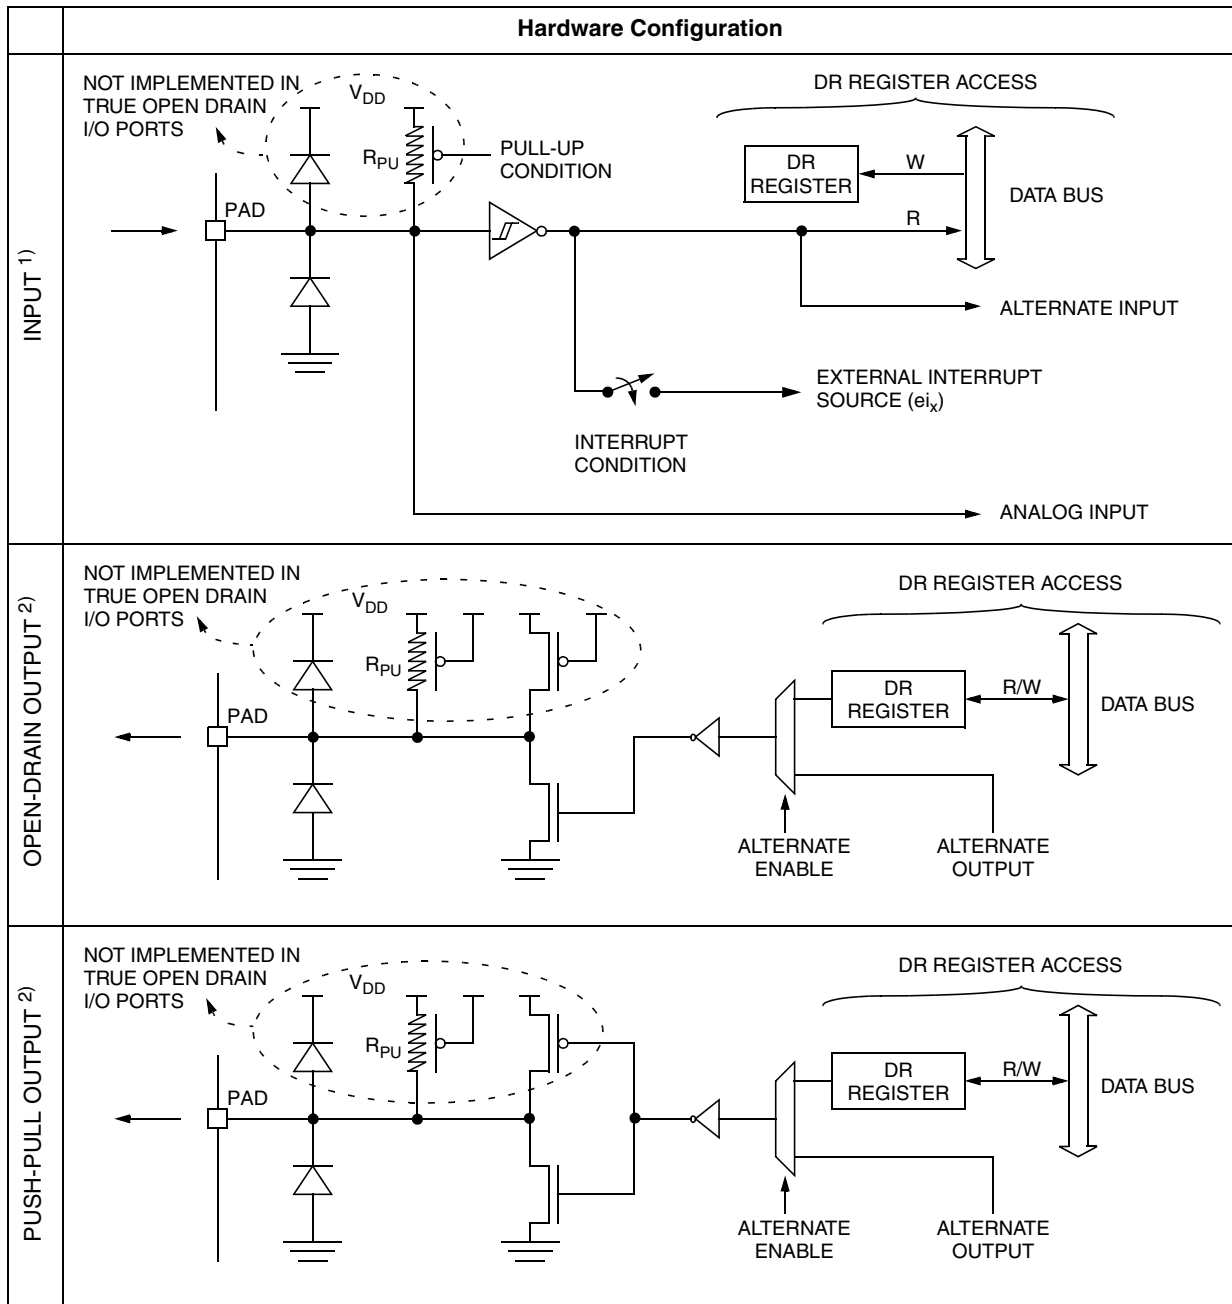 Hardware Configuration
INPUT 1)
NOT IMPLEMENTED IN
TRUE OPEN DRAIN
I/O PORTS
VDD
RPU
PULL-UP
CONDITION
PAD
DR REGISTER ACCESS
DR
REGISTER
W
R
DATA BUS
ALTERNATE INPUT
EXTERNAL INTERRUPT
SOURCE (eix)
INTERRUPT
CONDITION
ANALOG INPUT
OPEN-DRAIN OUTPUT 2)
NOT IMPLEMENTED IN
TRUE OPEN DRAIN
I/O PORTS
VDD
RPU
PAD
DR REGISTER ACCESS
DR
REGISTER
R/W
DATA BUS
ALTERNATE
ENABLE
ALTERNATE
OUTPUT
PUSH-PULL OUTPUT 2)
NOT IMPLEMENTED IN
TRUE OPEN DRAIN
I/O PORTS
VDD
RPU
PAD
DR REGISTER ACCESS
DR
REGISTER
R/W
DATA BUS
ALTERNATE
ENABLE
ALTERNATE
OUTPUT